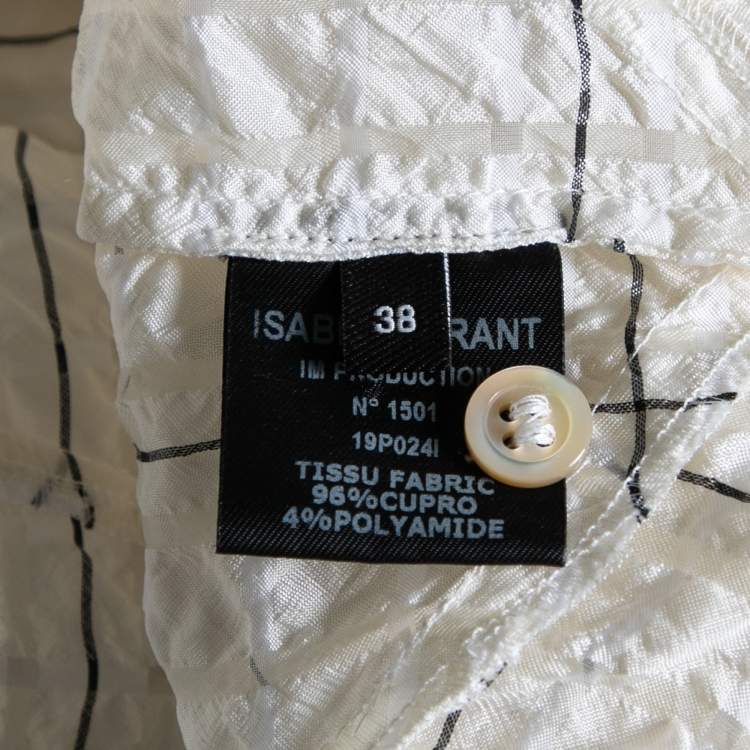 38
ISAB RANT
IM PRODUCTION
N° 1501
19P024I
TISSU FABRIC
96%CUPRO
4%POLYAMIDE